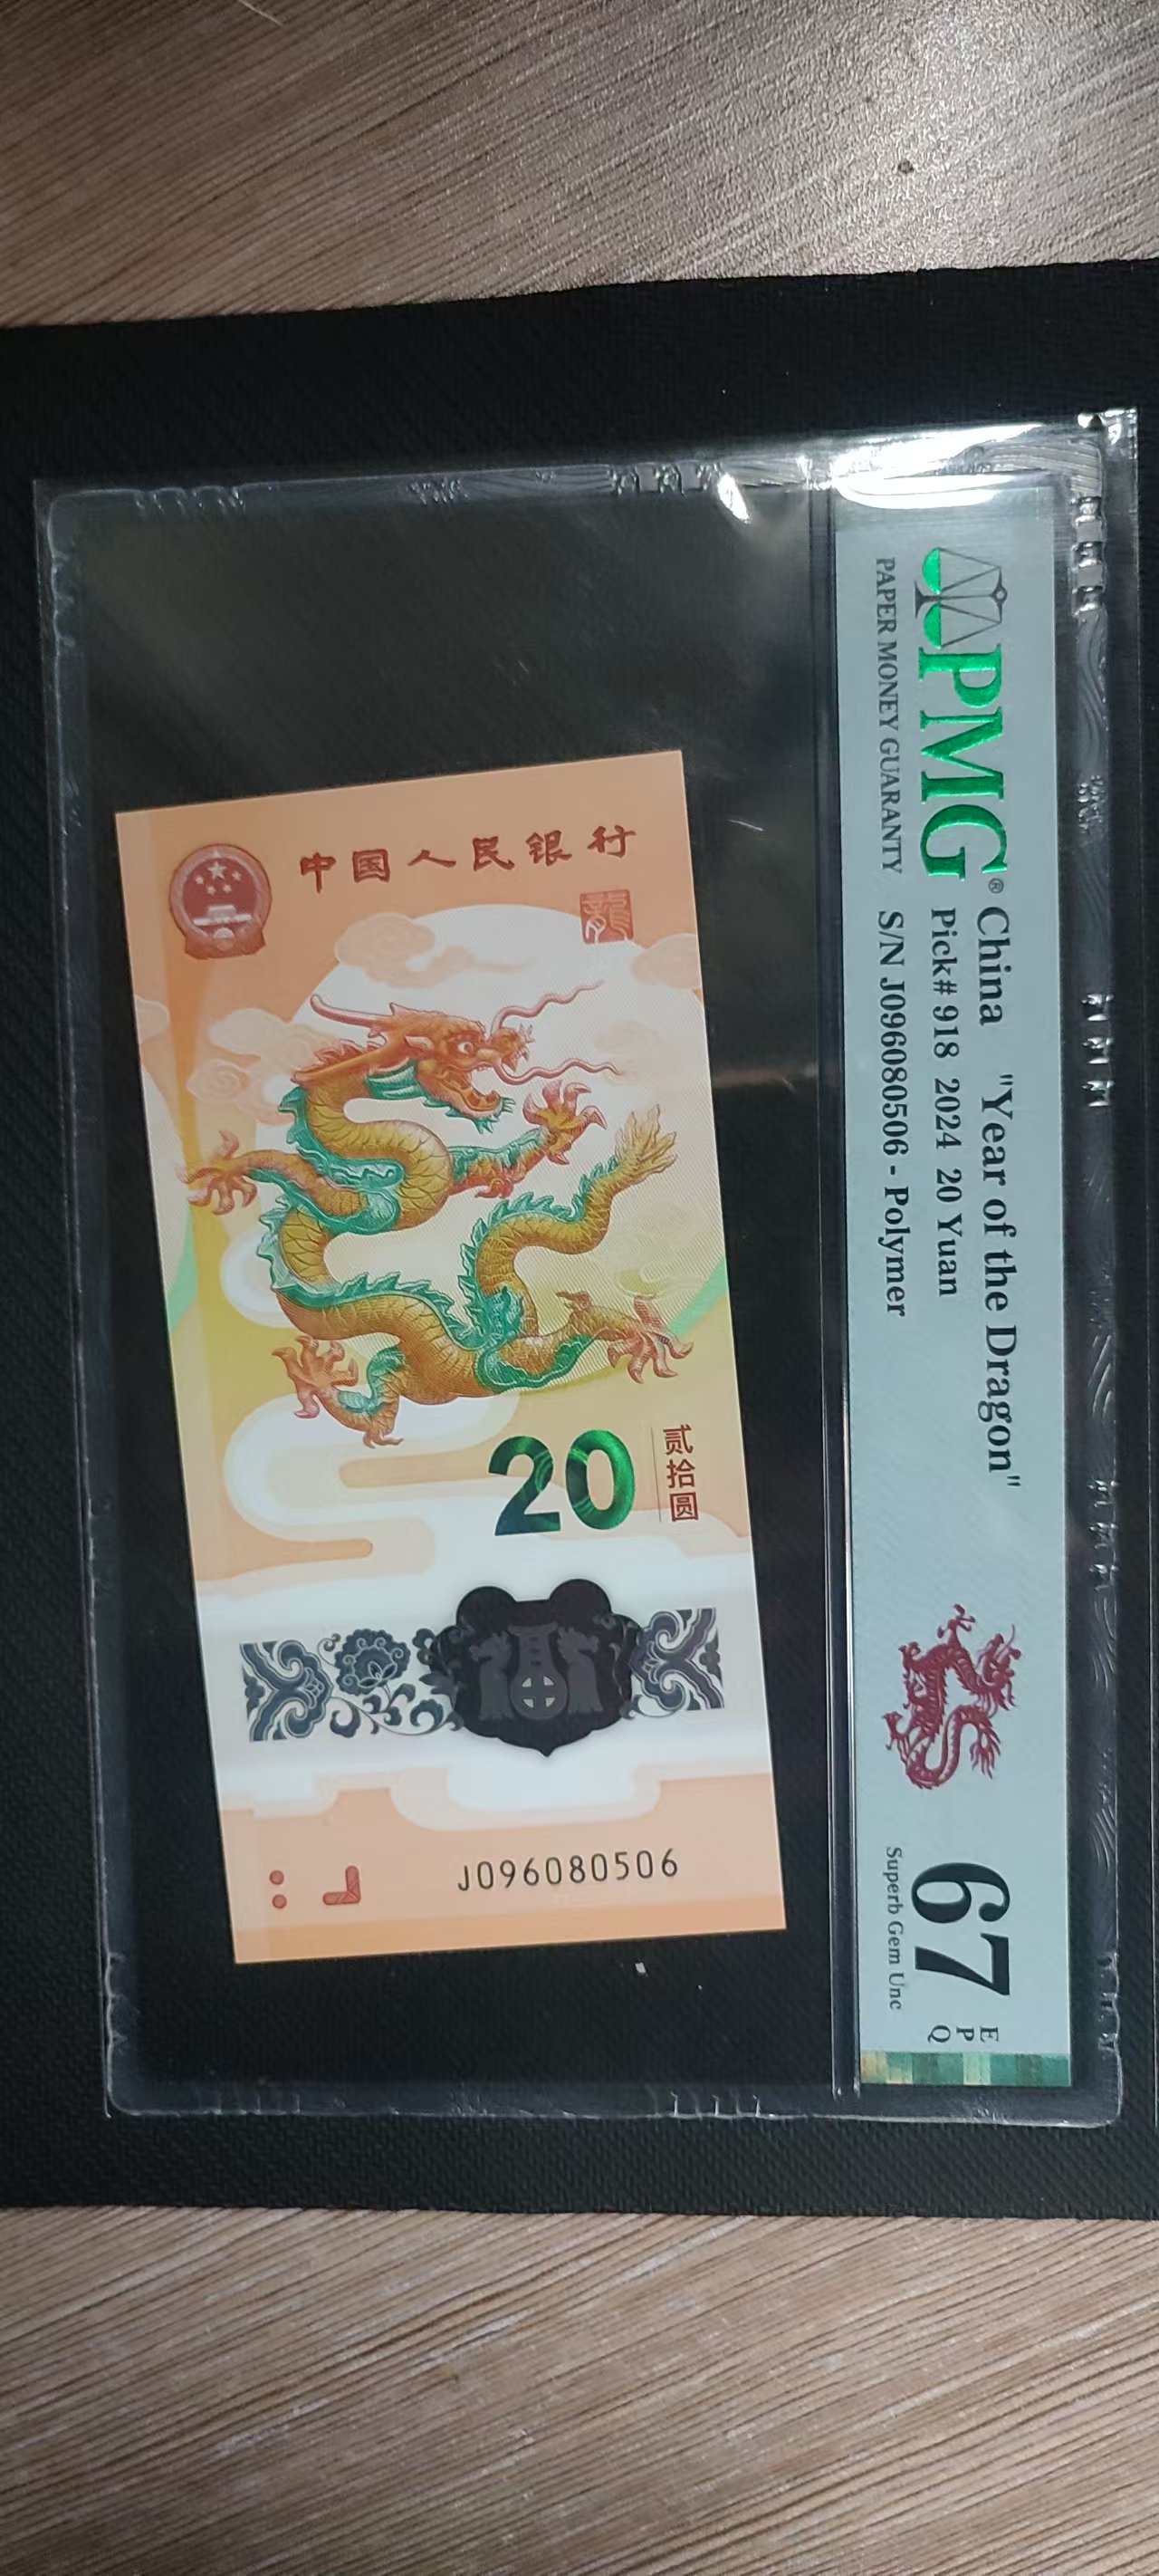 PMG®
PAPER MONEY GUARANTY
China "Year of the Dragon"
Pick# 918 2024 20 Yuan
S/N J096080506 - Polymer
67
EPQ
Superb Gem Unc
中国人民银行
龍
20
贰拾圆
J096080506